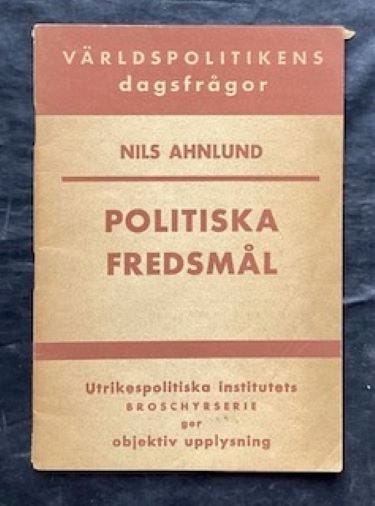 VÄRLDSPOLITIKENS
dagsfrågor
NILS AHNLUND
POLITISKA
FREDSMÅL
Utrikespolitiska institutets
BROSCHYRSERIE
ger
objektiv upplysning